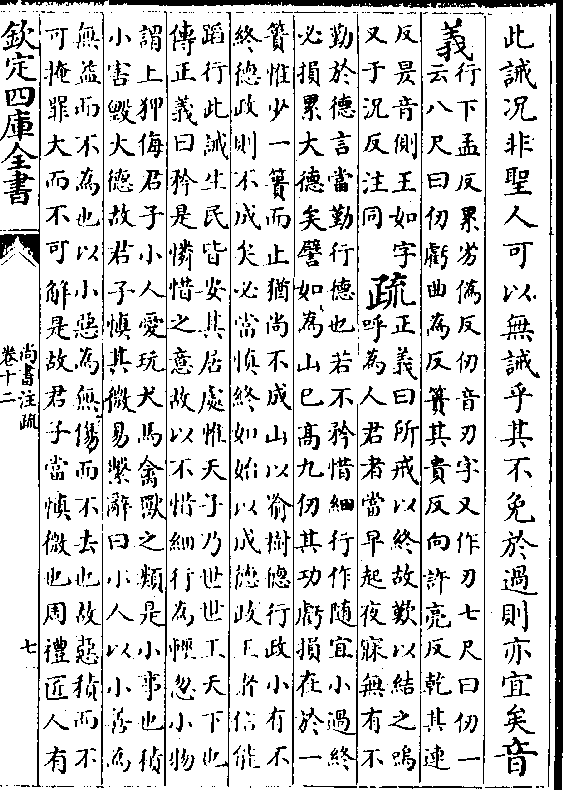 此誡况非聖人可以無誡乎其不免於過則亦宜矣音
義
行下孟反累劣僞反仞音刃字又作刃七尺曰仞一
云八尺曰仞虧曲為反簣其貴反向許亮反乾其連
反昃音側王如字
又于況反注同
疏
正義曰所戒以終故歎以結之嗚
呼為人君者當早起夜寐無有不
勤於德言當勤行德也若不矜惜細行作随宜小過終
必損累大德矣譬如為山已高九仞其功虧損在於一
簣惟少一簣而止猶尚不成山以喻樹德行政小有不
終德政則不成矣必當慎終如始以成德政王者信能
蹈行此誡生民皆安其居處惟天子乃世世王天下也
傳正義曰矜是憐惜之意故以不惜細行為輕忽小物
謂上狎侮君子小人愛玩犬馬禽獸之類是小事也積
小害毀大德故君子慎其微易繫辭曰小人以小善為
無益而不為也以小惡為無傷而不去也故惡積而不
可掩罪大而不可解是故君子當慎微也周禮匠人有
欽定四庫全書
尚書注疏
卷十二
七